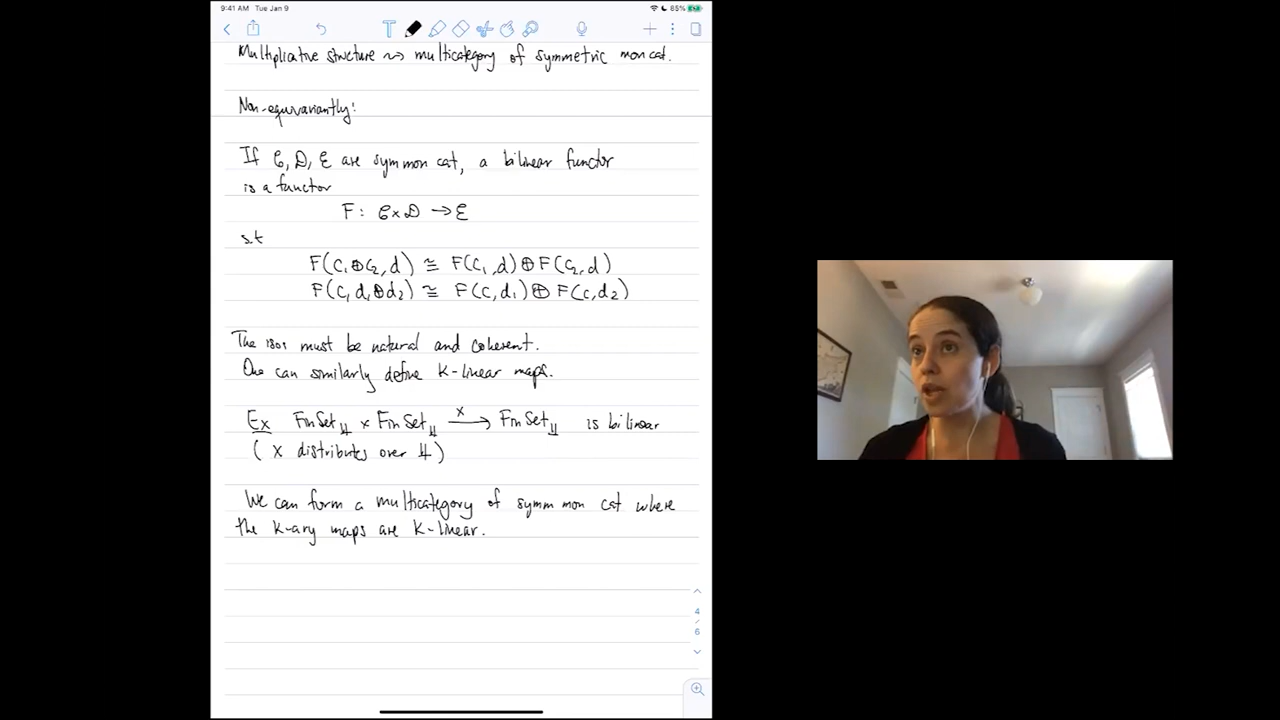 9:41 AM Tue Jan 9
85%
Multiplicative structure ⇝ multicategory of symmetric mon cat.
Non-equivariantly:
If C, D, E are sym mon cat, a bilinear functor
is a functor
F: C×D → E
s.t
F(c₁⊕c₂, d) ≅ F(c₁, d)⊕F(c₂, d)
F(c, d₁⊕d₂) ≅ F(c, d₁)⊕F(c, d₂)
The isos must be natural and coherent.
One can similarly define k-linear maps.
Ex FinSet⨿ × FinSet⨿ —×→ FinSet⨿ is bilinear
( × distributes over ⨿)
We can form a multicategory of symm mon cat where
the k-ary maps are k-linear.
4
/
6